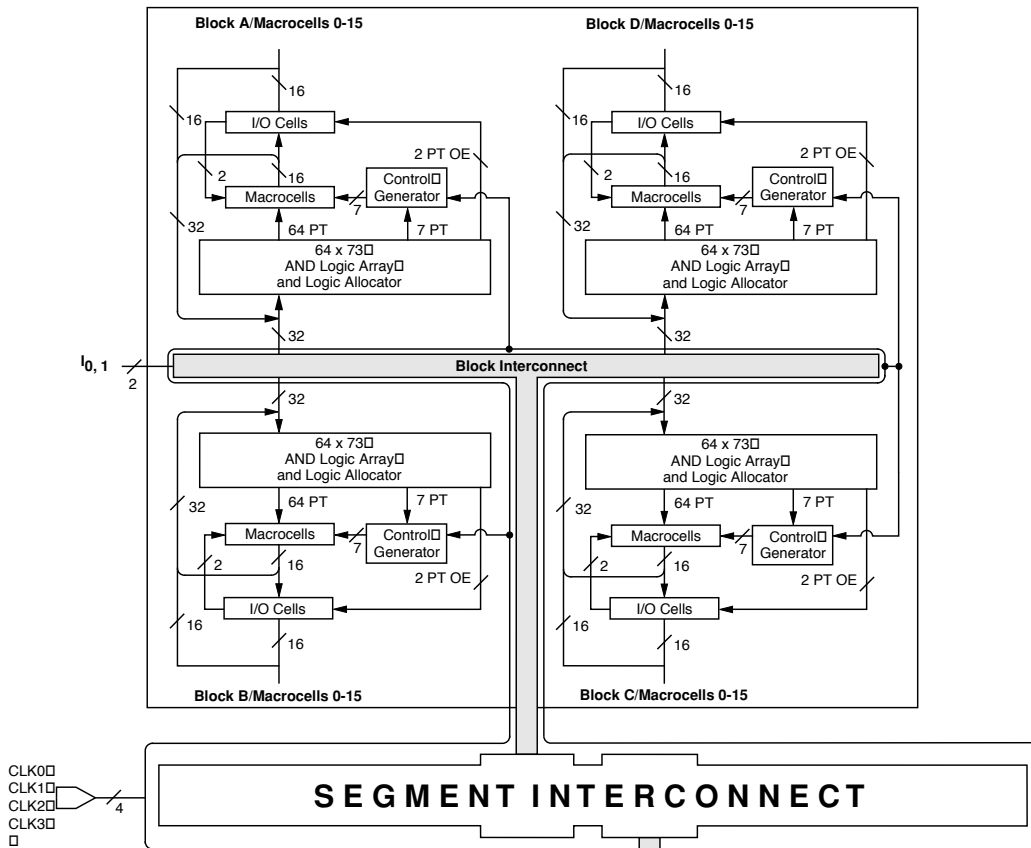 Block A/Macrocells 0-15
Block D/Macrocells 0-15
16
16
16
16
I/O Cells
I/O Cells
2 PT OE
2 PT OE
2
16
2
16
Control
Generator
Control
Generator
Macrocells
Macrocells
7
7
32
32
64 PT
7 PT
64 PT
7 PT
64 x 73
AND Logic Array
and Logic Allocator
64 x 73
AND Logic Array
and Logic Allocator
32
32
I0, 1
2
Block Interconnect
32
32
64 x 73
AND Logic Array
and Logic Allocator
64 x 73
AND Logic Array
and Logic Allocator
32
64 PT
7 PT
32
64 PT
7 PT
Macrocells
Control
Generator
Macrocells
Control
Generator
7
7
2
16
2
16
2 PT OE
2 PT OE
I/O Cells
I/O Cells
16
16
16
16
Block B/Macrocells 0-15
Block C/Macrocells 0-15
CLK0
CLK1
CLK2
CLK3
4
SEGMENT INTERCONNECT